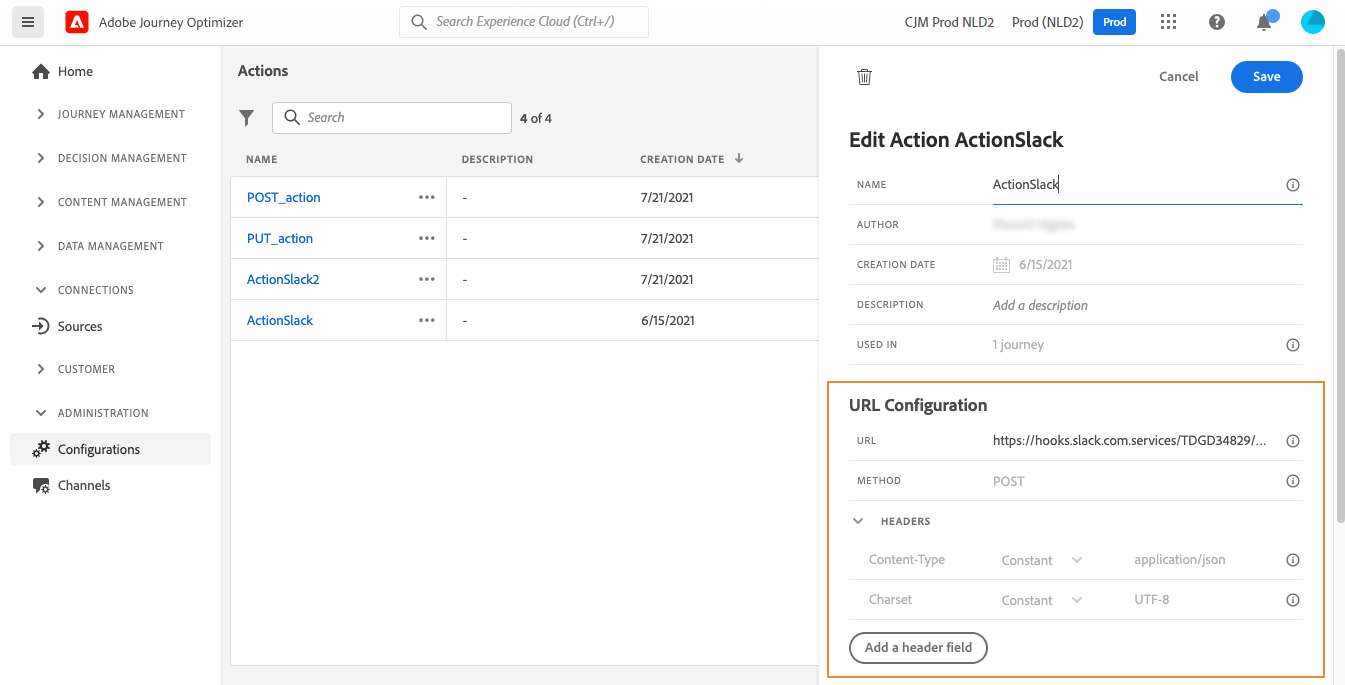 Adobe Journey Optimizer
Search Experience Cloud (Ctrl+/)
CJM Prod NLD2
Prod (NLD2)
Prod
Home
JOURNEY MANAGEMENT
DECISION MANAGEMENT
CONTENT MANAGEMENT
DATA MANAGEMENT
CONNECTIONS
Sources
CUSTOMER
ADMINISTRATION
Configurations
Channels
Actions
Search
4 of 4
NAME DESCRIPTION CREATION DATE
POST_action ••• - 7/21/2021
PUT_action ••• - 7/21/2021
ActionSlack2 ••• - 7/21/2021
ActionSlack ••• - 6/15/2021
Cancel
Save
Edit Action ActionSlack
NAME ActionSlack
AUTHOR
CREATION DATE 6/15/2021
DESCRIPTION Add a description
USED IN 1 journey
URL Configuration
URL https://hooks.slack.com.services/TDGD34829/...
METHOD POST
HEADERS
Content-Type Constant application/json
Charset Constant UTF-8
Add a header field